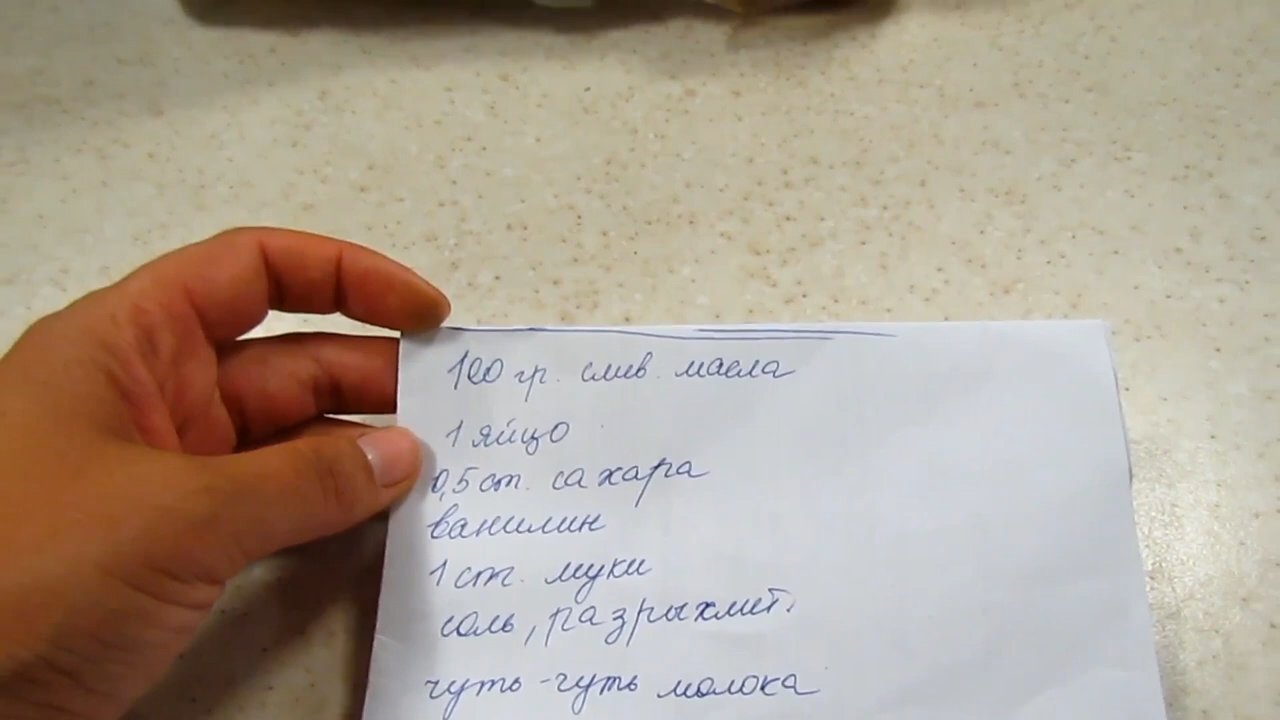 100 гр. слив. масла
1 яйцо
0,5 ст. сахара
ванилин
1 ст. муки
соль, разрыхлит.
чуть-чуть молока